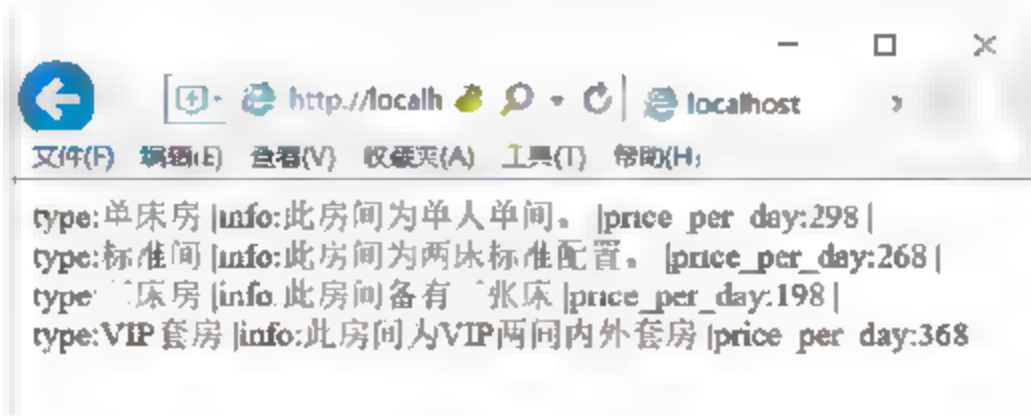 http://localh localhost
文件(F) 编辑(E) 查看(V) 收藏夹(A) 工具(T) 帮助(H)
type:单床房 |info:此房间为单人单间。 |price_per_day:298 |
type:标准间 |info:此房间为两床标准配置。 |price_per_day:268 |
type 床房 |info:此房间备有 张床 |price_per_day:198 |
type:VIP套房 |info:此房间为VIP两间内外套房 |price_per_day:368